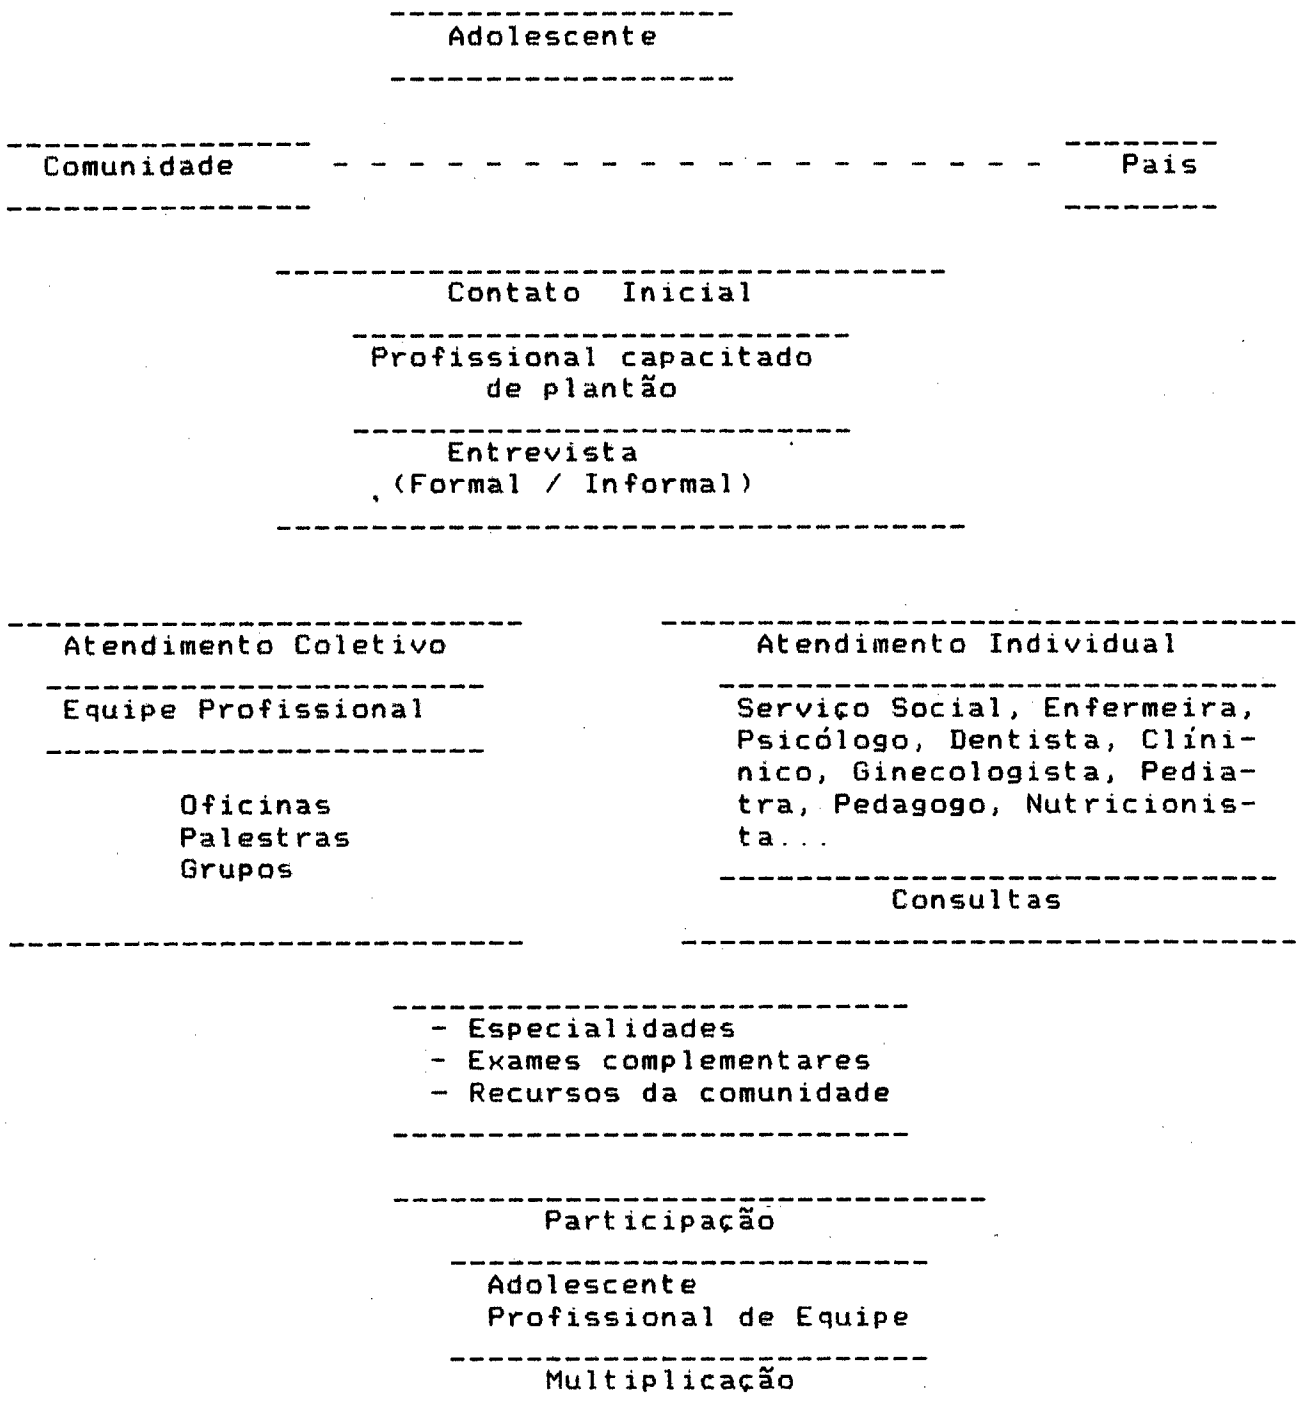 Adolescente
Comunidade - - - - - - - - - - - - - - - - - - - Pais
Contato Inicial
Profissional capacitado
de plantão
Entrevista
(Formal / Informal)
Atendimento Coletivo
Equipe Profissional
Oficinas
Palestras
Grupos
Atendimento Individual
Serviço Social, Enfermeira,
Psicólogo, Dentista, Clíni-
nico, Ginecologista, Pedia-
tra, Pedagogo, Nutricionis-
ta...
Consultas
- Especialidades
- Exames complementares
- Recursos da comunidade
Participação
Adolescente
Profissional de Equipe
Multiplicação